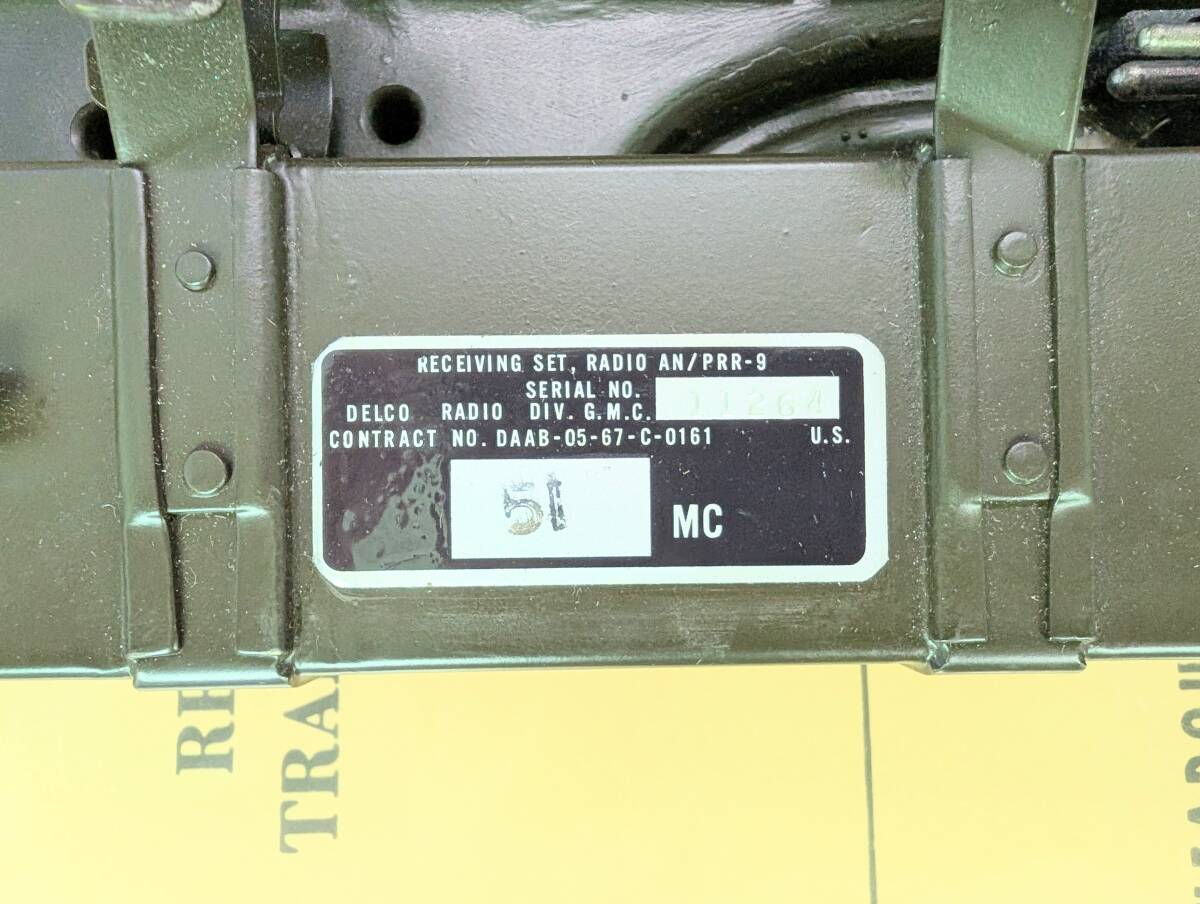 RECEIVING SET, RADIO AN/PRR-9
SERIAL NO. 11264
DELCO RADIO DIV. G.M.C.
CONTRACT NO. DAAB-05-67-C-0161 U.S.
51 MC